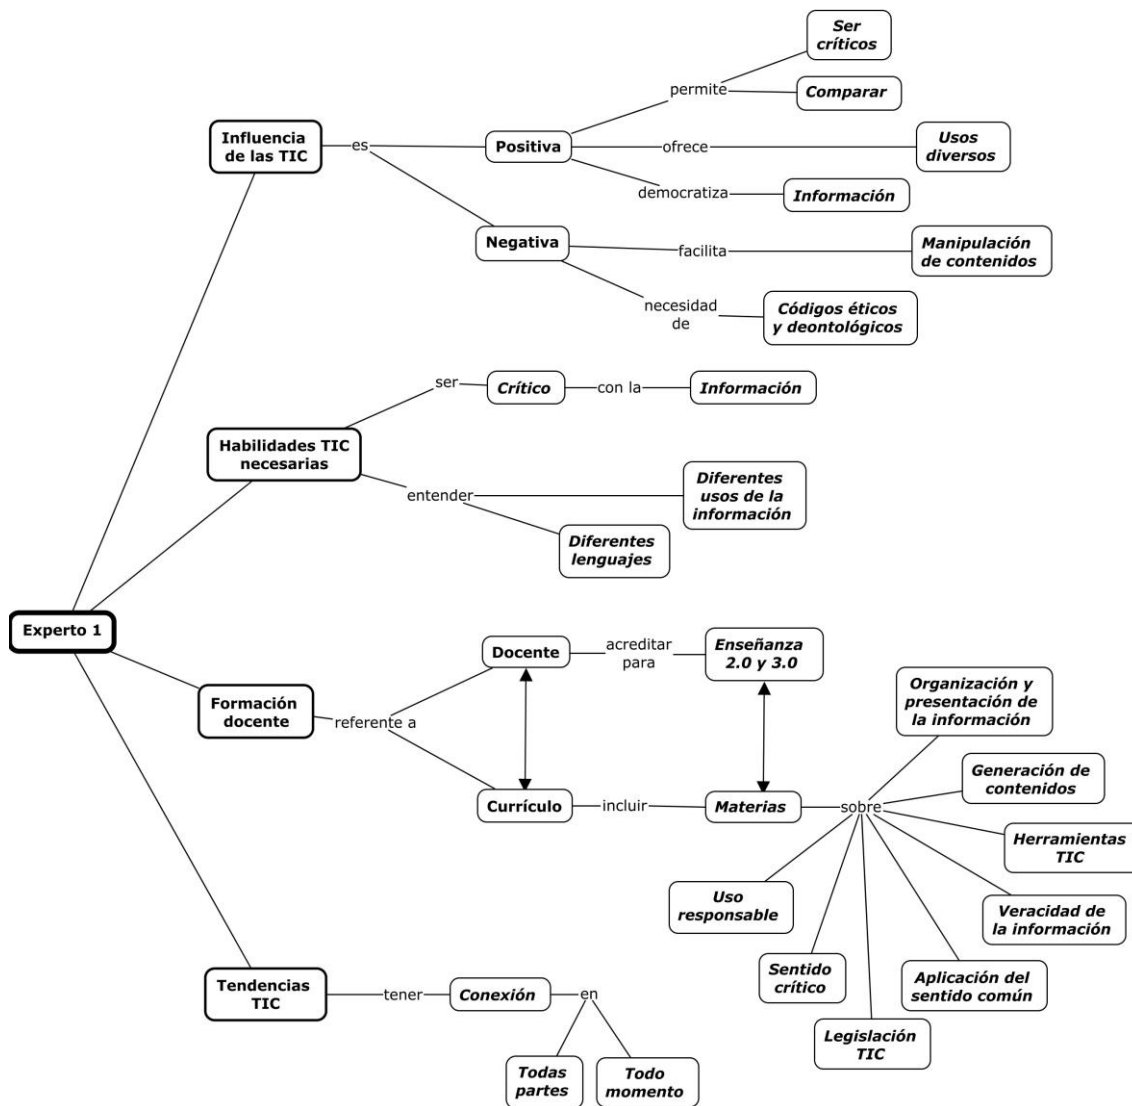 Ser
críticos
permite
Comparar
Influencia
de las TIC
es
Positiva
ofrece
Usos
diversos
democratiza
Información
Negativa
facilita
Manipulación
de contenidos
necesidad
de
Códigos éticos
y deontológicos
ser
Crítico
con la
Información
Habilidades TIC
necesarias
entender
Diferentes
usos de la
información
Diferentes
lenguajes
Experto 1
Formación
docente
referente a
Docente
acreditar
para
Enseñanza
2.0 y 3.0
Currículo
incluir
Materias
sobre
Organización y
presentación de
la información
Generación de
contenidos
Herramientas
TIC
Veracidad de
la información
Aplicación del
sentido común
Legislación
TIC
Sentido
crítico
Uso
responsable
Tendencias
TIC
tener
Conexión
en
Todas
partes
Todo
momento